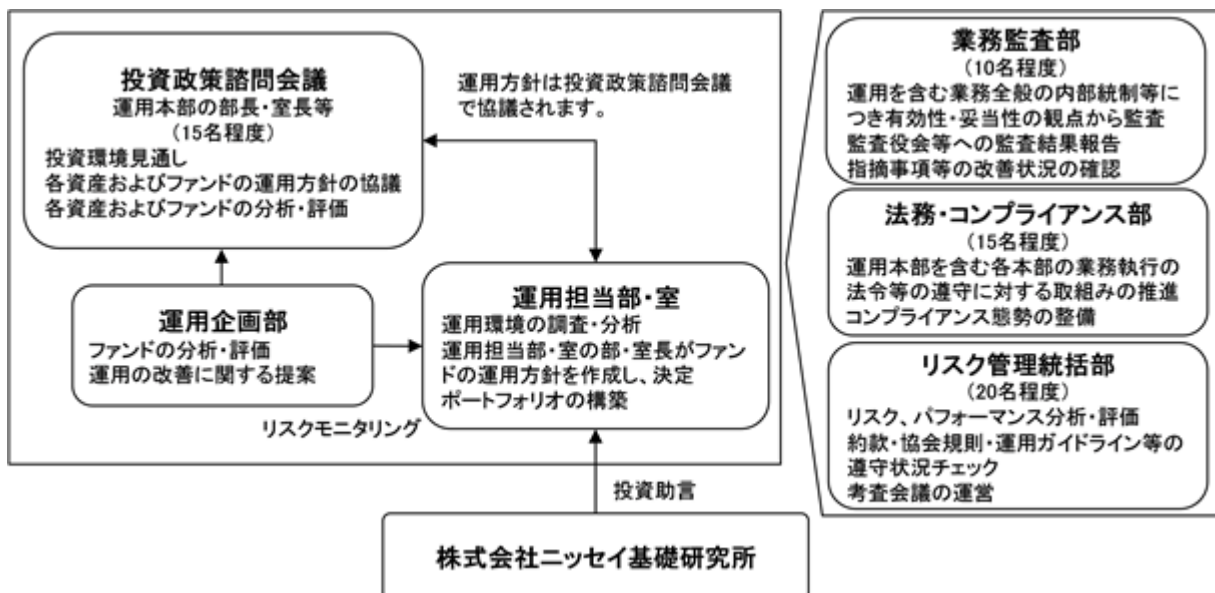 投資政策諮問会議
運用本部の部長・室長等
(15名程度)
投資環境見通し
各資産およびファンドの運用方針の協議
各資産およびファンドの分析・評価
運用方針は投資政策諮問会議
で協議されます。
運用企画部
ファンドの分析・評価
運用の改善に関する提案
運用担当部・室
運用環境の調査・分析
運用担当部・室の部・室長がファン
ドの運用方針を作成し、決定
ポートフォリオの構築
リスクモニタリング
投資助言
株式会社ニッセイ基礎研究所
業務監査部
(10名程度)
運用を含む業務全般の内部統制等に
つき有効性・妥当性の観点から監査
監査役会等への監査結果報告
指摘事項等の改善状況の確認
法務・コンプライアンス部
(15名程度)
運用本部を含む各本部の業務執行の
法令等の遵守に対する取組みの推進
コンプライアンス態勢の整備
リスク管理統括部
(20名程度)
リスク、パフォーマンス分析・評価
約款・協会規則・運用ガイドライン等の
遵守状況チェック
考査会議の運営